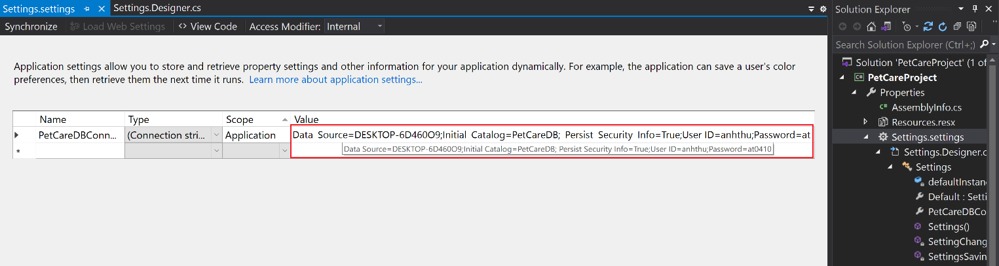 Settings.settings
Settings.Designer.cs
Synchronize Load Web Settings <> View Code Access Modifier: Internal
Application settings allow you to store and retrieve property settings and other information for your application dynamically. For example, the application can save a user's color
preferences, then retrieve them the next time it runs. Learn more about application settings...
Name Type Scope Value
PetCareDBConn... (Connection stri... Application Data Source=DESKTOP-6D460O9;Initial Catalog=PetCareDB; Persist Security Info=True;User ID=anhthu;Password=at
*
Data Source=DESKTOP-6D460O9;Initial Catalog=PetCareDB; Persist Security Info=True;User ID=anhthu;Password=at0410
Solution Explorer
Search Solution Explorer (Ctrl+;)
Solution 'PetCareProject' (1 of
C# PetCareProject
Properties
C# AssemblyInfo.cs
Resources.resx
Settings.settings
Settings.Designer.c
Settings
defaultInstan
Default : Setti
PetCareDBCo
Settings()
SettingChang
SettingsSavin